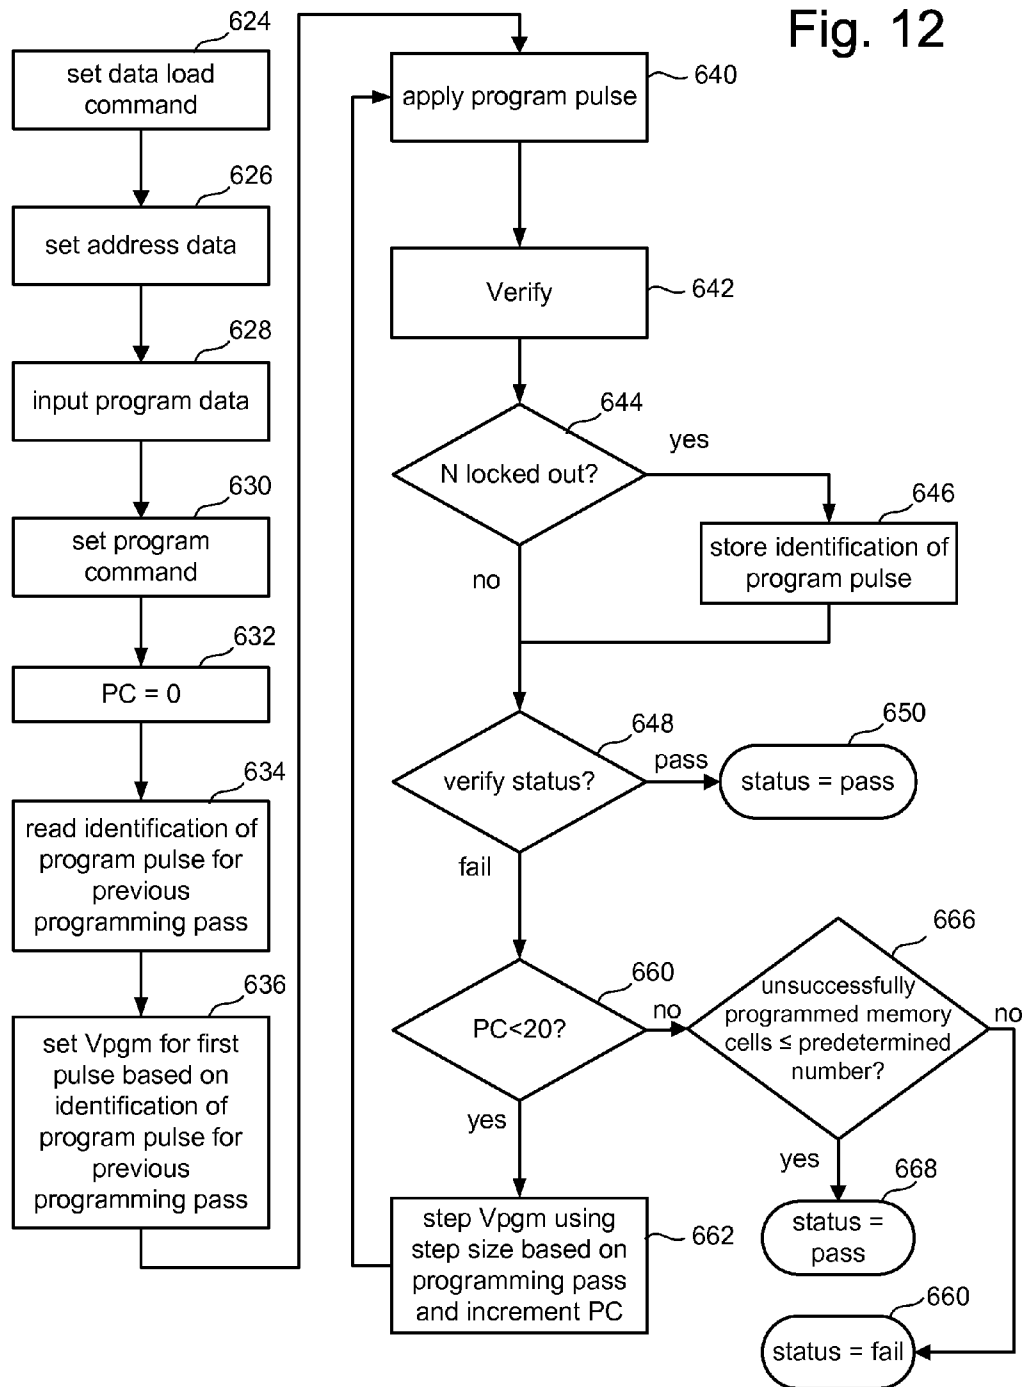 Fig. 12
624
set data load
command
626
set address data
628
input program data
630
set program
command
632
PC = 0
634
read identification of
program pulse for
previous
programming pass
636
set Vpgm for first
pulse based on
identification of
program pulse for
previous
programming pass
apply program pulse
640
Verify
642
644
N locked out?
yes
no
646
store identification of
program pulse
648
verify status?
pass
650
status = pass
fail
660
PC<20?
no
yes
666
unsuccessfully
programmed memory
cells ≤ predetermined
number?
no
yes
668
status =
pass
step Vpgm using
step size based on
programming pass
and increment PC
662
660
status = fail